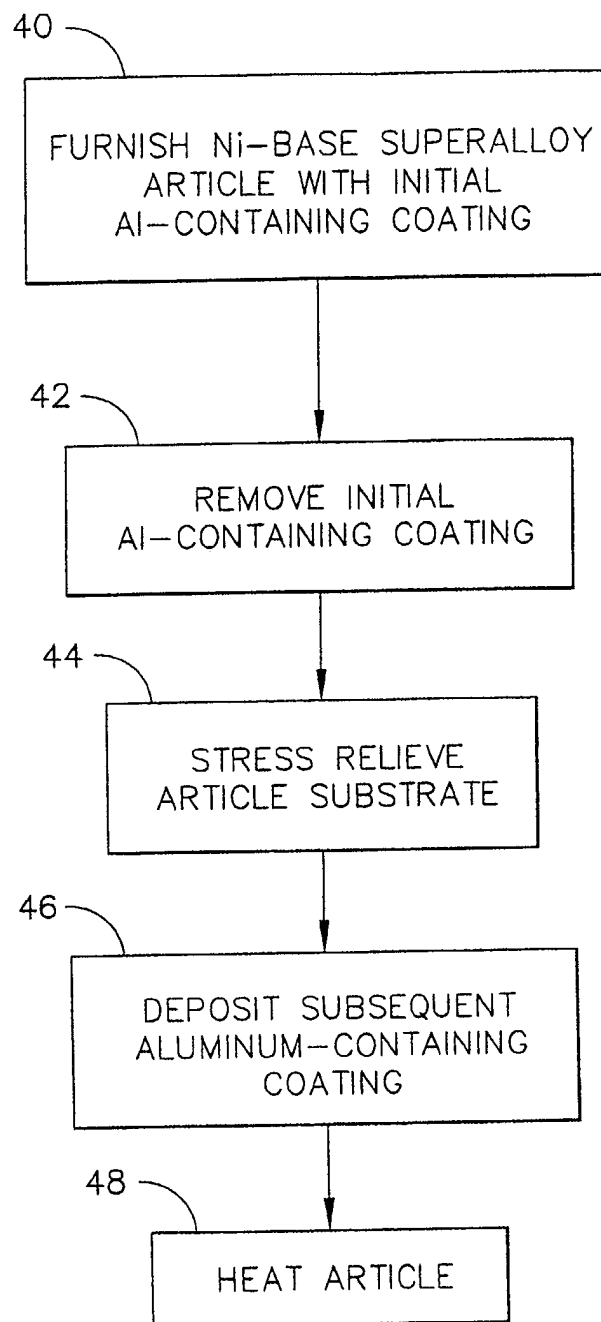 40
FURNISH Ni-BASE SUPERALLOY
ARTICLE WITH INITIAL
Al-CONTAINING COATING
42
REMOVE INITIAL
Al-CONTAINING COATING
44
STRESS RELIEVE
ARTICLE SUBSTRATE
46
DEPOSIT SUBSEQUENT
ALUMINUM-CONTAINING
COATING
48
HEAT ARTICLE